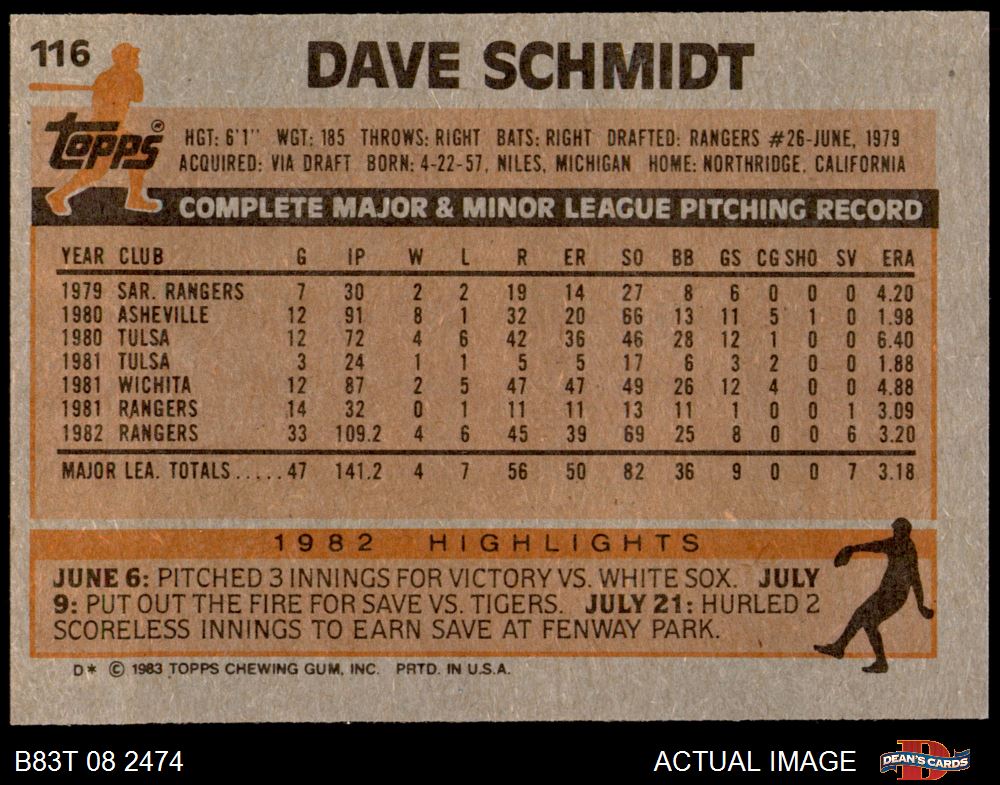 116
DAVE SCHMIDT
Topps®
HGT: 6'1" WGT: 185 THROWS: RIGHT BATS: RIGHT DRAFTED: RANGERS #26-JUNE, 1979
ACQUIRED: VIA DRAFT BORN: 4-22-57, NILES, MICHIGAN HOME: NORTHRIDGE, CALIFORNIA
COMPLETE MAJOR & MINOR LEAGUE PITCHING RECORD
YEAR CLUB G IP W L R ER SO BB GS CG SHO SV ERA
1979 SAR. RANGERS 7 30 2 2 19 14 27 8 6 0 0 0 4.20
1980 ASHEVILLE 12 91 8 1 32 20 66 13 11 5 1 0 1.98
1980 TULSA 12 72 4 6 42 36 46 28 12 1 0 0 6.40
1981 TULSA 3 24 1 1 5 5 17 6 3 2 0 0 1.88
1981 WICHITA 12 87 2 5 47 47 49 26 12 4 0 0 4.88
1981 RANGERS 14 32 0 1 11 11 13 11 1 0 0 1 3.09
1982 RANGERS 33 109.2 4 6 45 39 69 25 8 0 0 6 3.20
MAJOR LEA. TOTALS.....47 141.2 4 7 56 50 82 36 9 0 0 7 3.18
1982 HIGHLIGHTS
JUNE 6: PITCHED 3 INNINGS FOR VICTORY VS. WHITE SOX. JULY
9: PUT OUT THE FIRE FOR SAVE VS. TIGERS. JULY 21: HURLED 2
SCORELESS INNINGS TO EARN SAVE AT FENWAY PARK.
D* © 1983 TOPPS CHEWING GUM, INC. PRTD. IN U.S.A.
B83T 08 2474 ACTUAL IMAGE DEAN'S CARDS